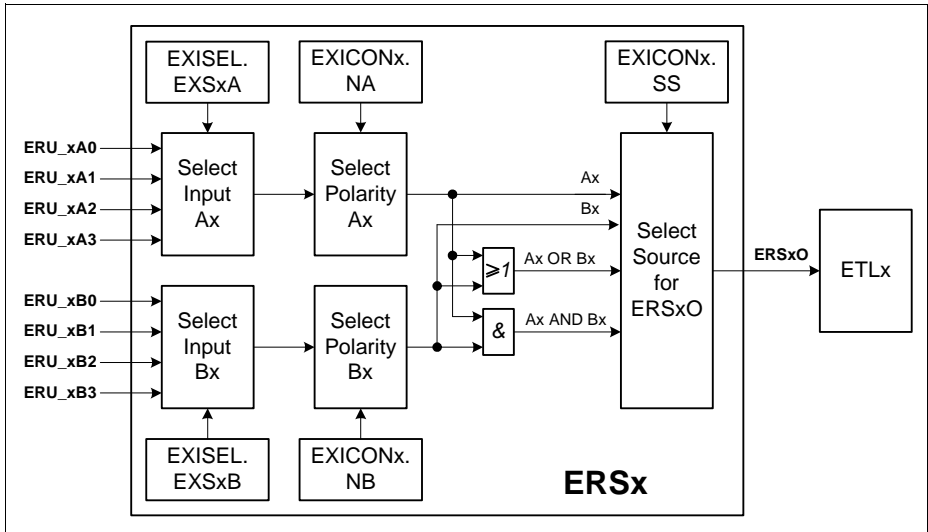 EXISEL.
EXSxA
EXICONx.
NA
EXICONx.
SS
ERU_xA0
ERU_xA1
ERU_xA2
ERU_xA3
Select
Input
Ax
Select
Polarity
Ax
Ax
Bx
≥1
Ax OR Bx
&
Ax AND Bx
Select
Source
for
ERSxO
ERSxO
ETLx
ERU_xB0
ERU_xB1
ERU_xB2
ERU_xB3
Select
Input
Bx
Select
Polarity
Bx
EXISEL.
EXSxB
EXICONx.
NB
ERSx